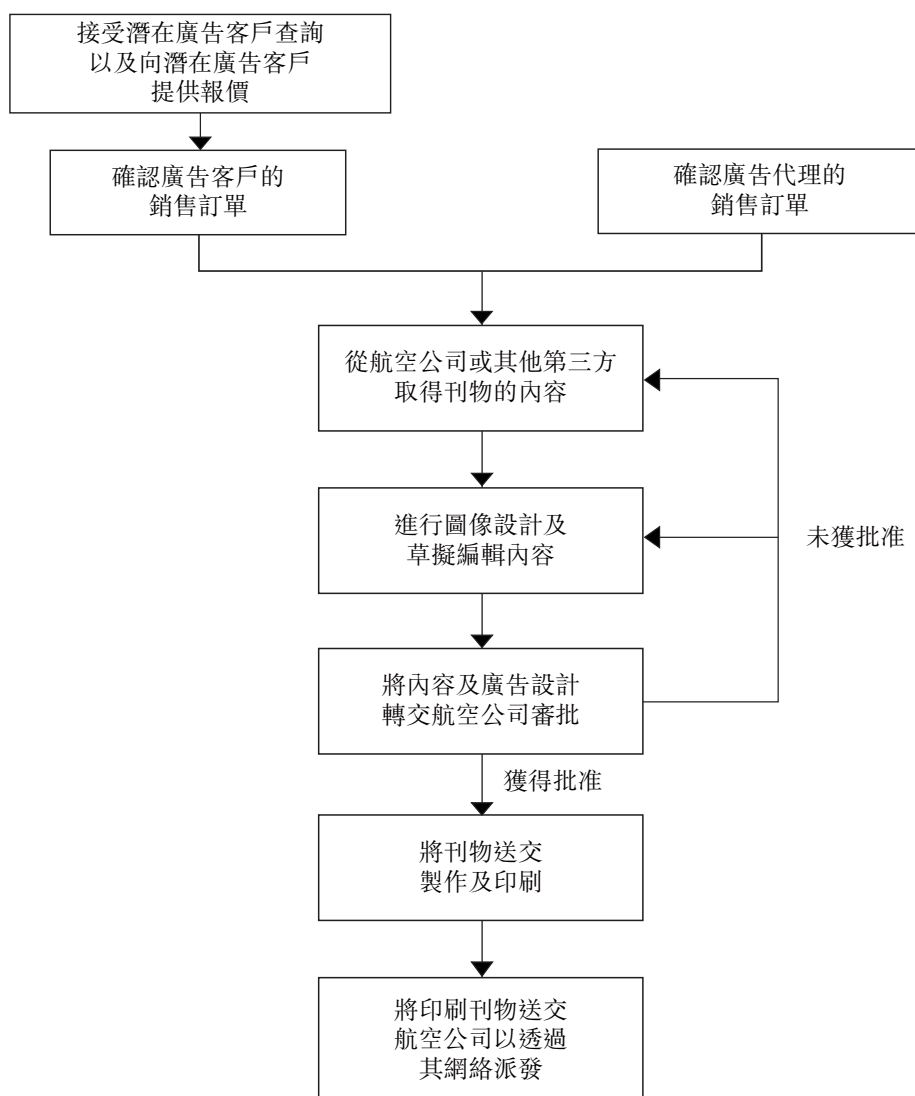 接受潛在廣告客戶查詢
以及向潛在廣告客戶
提供報價
確認廣告客戶的
銷售訂單
確認廣告代理的
銷售訂單
從航空公司或其他第三方
取得刊物的內容
進行圖像設計及
草擬編輯內容
未獲批准
將內容及廣告設計
轉交航空公司審批
獲得批准
將刊物送交
製作及印刷
將印刷刊物送交
航空公司以透過
其網絡派發